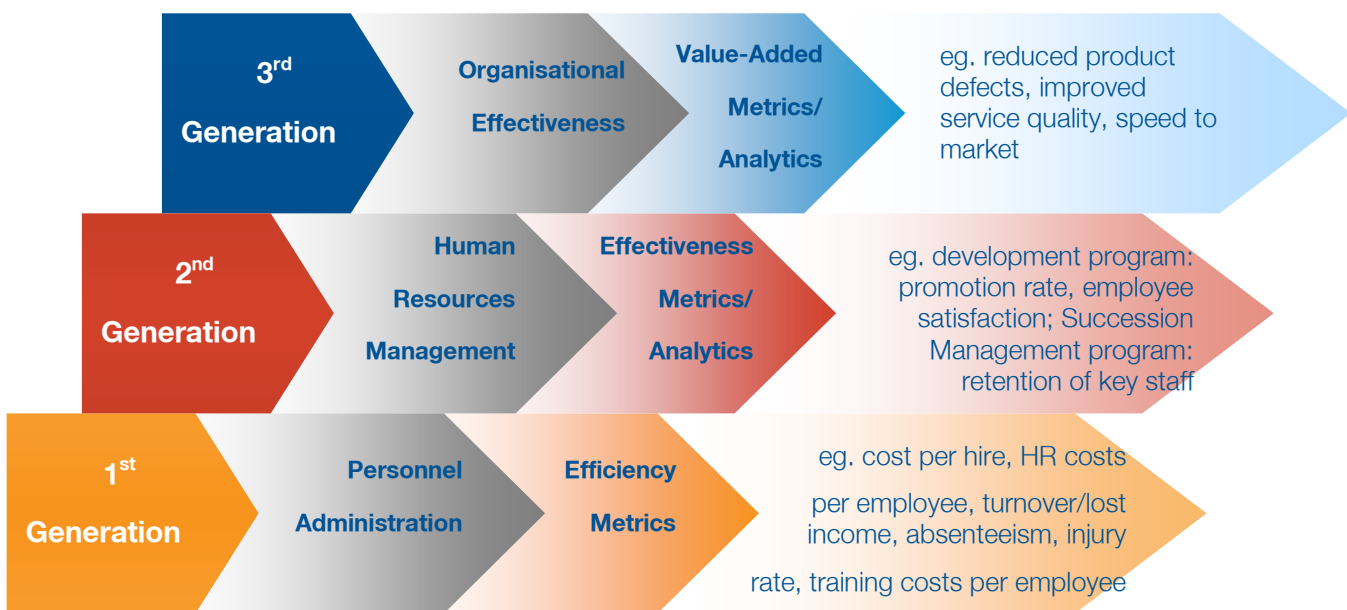 3rd
Generation
Organisational
Effectiveness
Value-Added
Metrics/
Analytics
eg. reduced product
defects, improved
service quality, speed to
market
2nd
Generation
Human
Resources
Management
Effectiveness
Metrics/
Analytics
eg. development program:
promotion rate, employee
satisfaction; Succession
Management program:
retention of key staff
1st
Generation
Personnel
Administration
Efficiency
Metrics
eg. cost per hire, HR costs
per employee, turnover/lost
income, absenteeism, injury
rate, training costs per employee